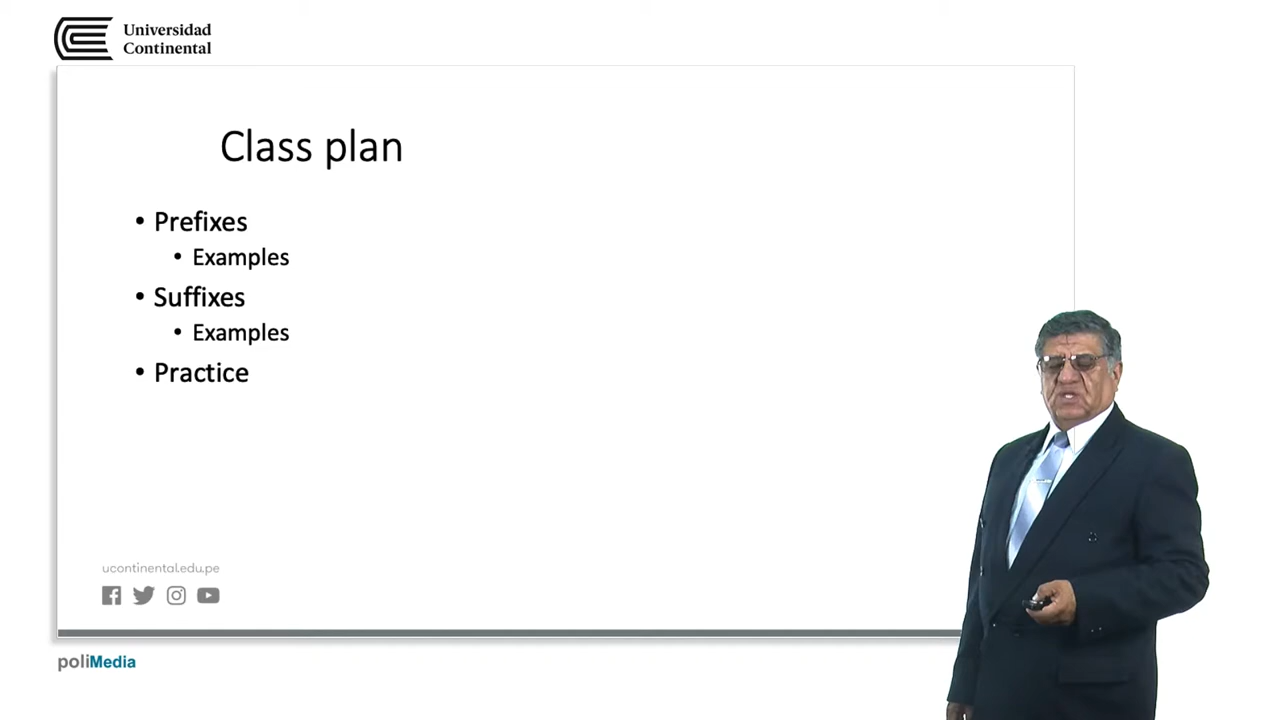 Universidad
Continental
Class plan
• Prefixes
• Examples
• Suffixes
• Examples
• Practice
ucontinental.edu.pe
poliMedia